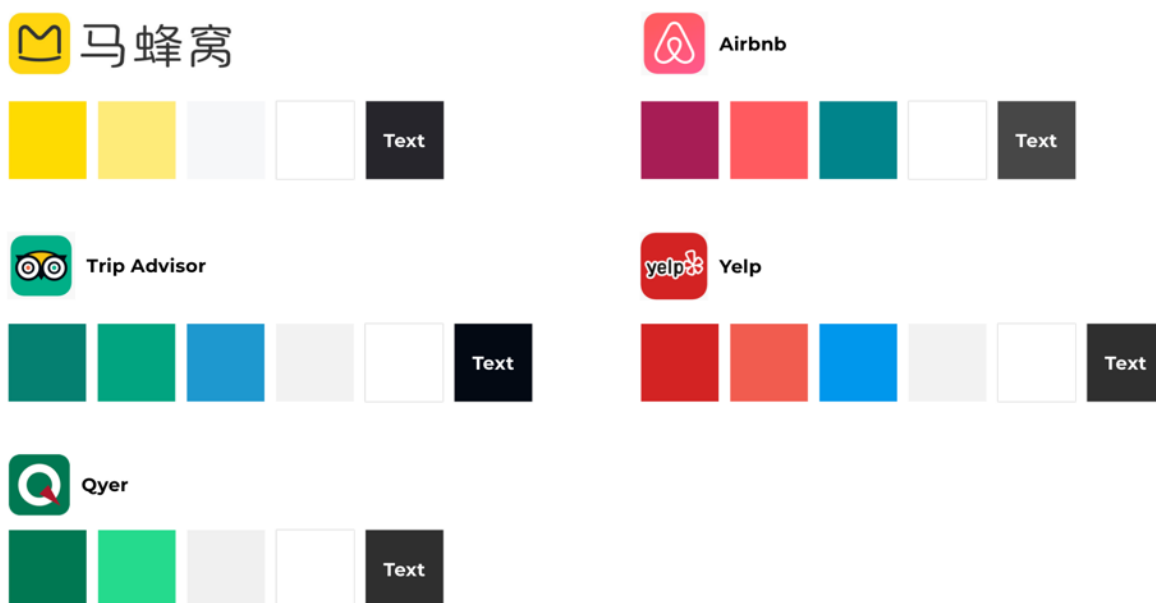 马蜂窝
Airbnb
Text
Text
Trip Advisor
yelp
Yelp
Text
Text
Qyer
Text